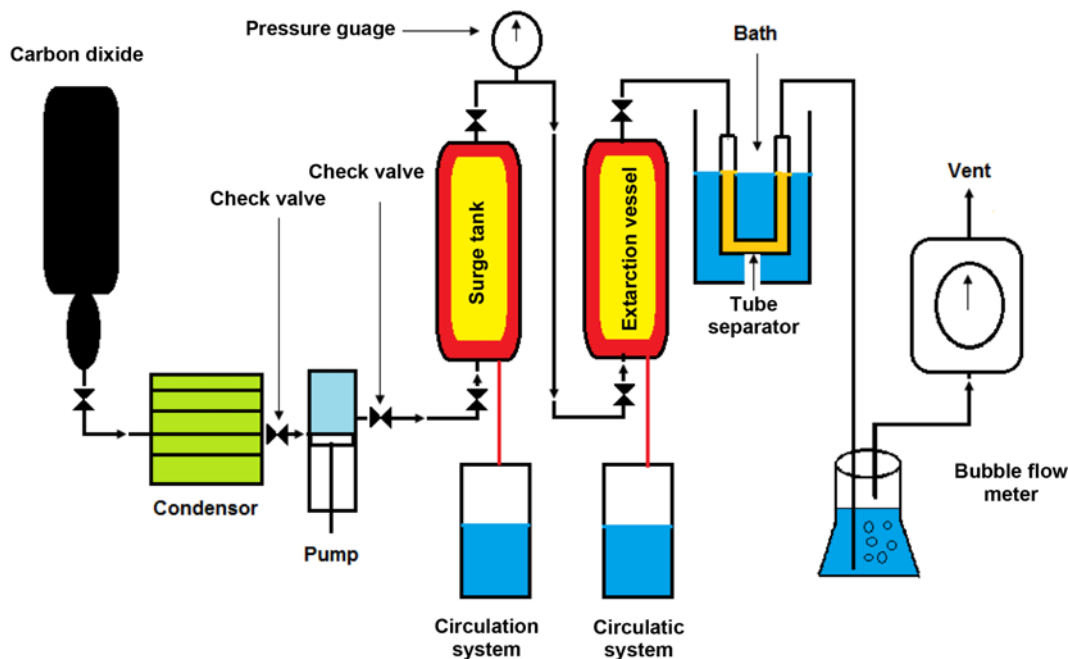 Pressure guage
Carbon dixide
Bath
Check valve
Check valve
Vent
Surge tank
Extarction vessel
Tube
separator
Condensor
Pump
Bubble flow
meter
Circulation
system
Circulatic
system